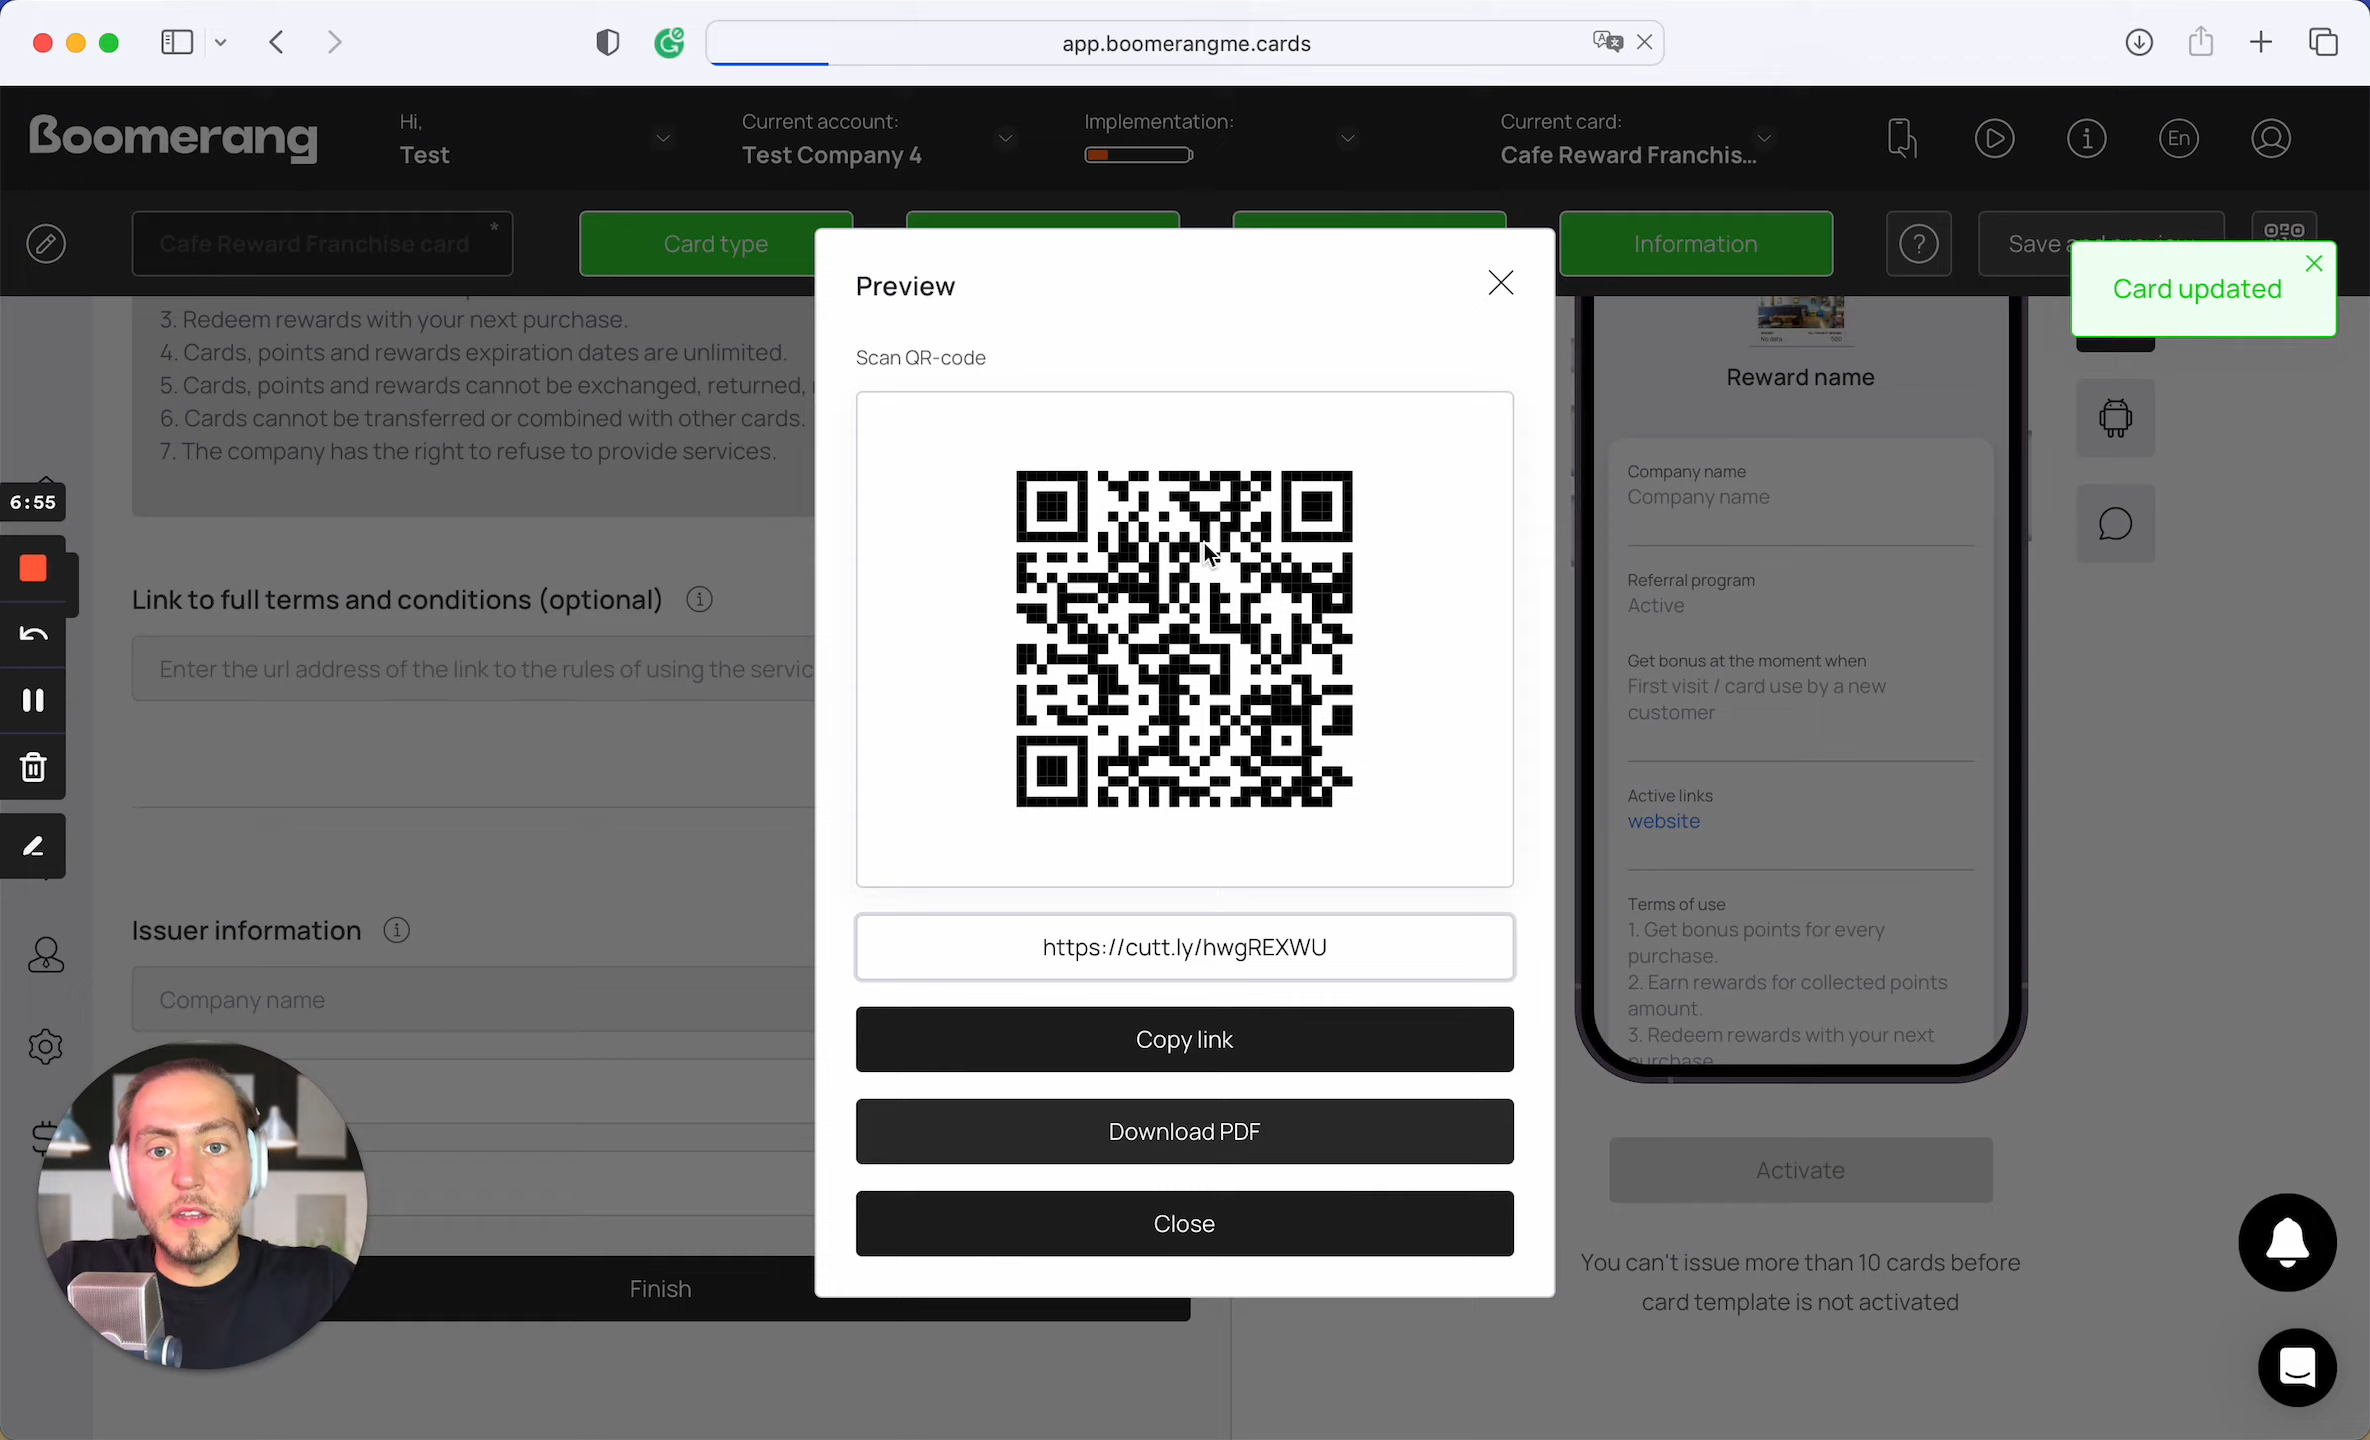 app.boomerangme.cards
Boomerang
Hi,
Test
Current account:
Test Company 4
Implementation:
Current card:
Cafe Reward Franchis...
En
Cafe Reward Franchise card *
Card type
Information
?
Save and
Card updated
3. Redeem rewards with your next purchase.
4. Cards, points and rewards expiration dates are unlimited.
5. Cards, points and rewards cannot be exchanged, returned,
6. Cards cannot be transferred or combined with other cards.
7. The company has the right to refuse to provide services.
6:55
Link to full terms and conditions (optional)
Enter the url address of the link to the rules of using the servic
Issuer information
Company name
Finish
Preview
Scan QR-code
https://cutt.ly/hwgREXWU
Copy link
Download PDF
Close
No data
500
Reward name
Company name
Company name
Referral program
Active
Get bonus at the moment when
First visit / card use by a new
customer
Active links
website
Terms of use
1. Get bonus points for every
purchase.
2. Earn rewards for collected points
amount.
3. Redeem rewards with your next
purchase
Activate
You can't issue more than 10 cards before
card template is not activated